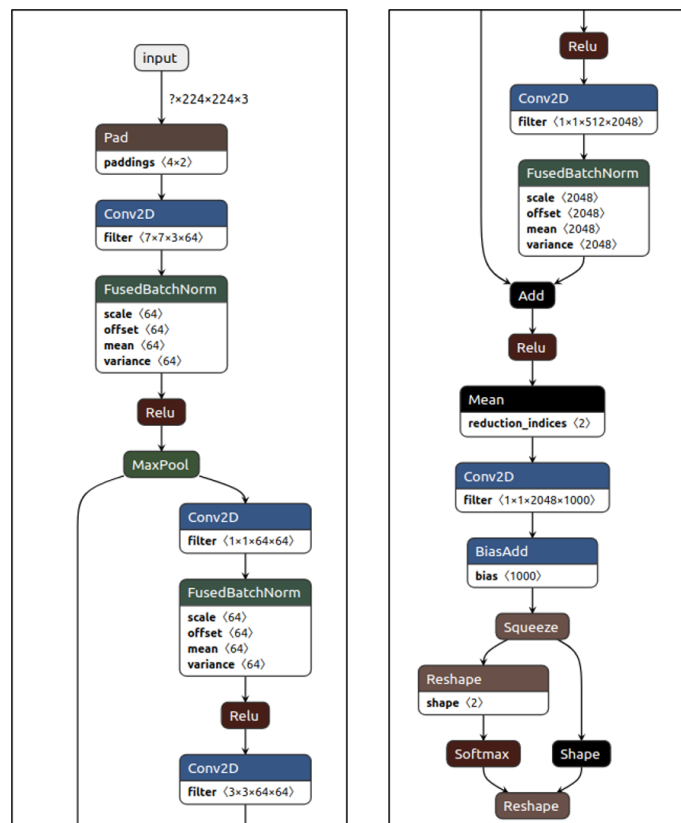 input
?×224×224×3
Pad
paddings 〈4×2〉
Conv2D
filter 〈7×7×3×64〉
FusedBatchNorm
scale 〈64〉
offset 〈64〉
mean 〈64〉
variance 〈64〉
Relu
MaxPool
Conv2D
filter 〈1×1×64×64〉
FusedBatchNorm
scale 〈64〉
offset 〈64〉
mean 〈64〉
variance 〈64〉
Relu
Conv2D
filter 〈3×3×64×64〉
Relu
Conv2D
filter 〈1×1×512×2048〉
FusedBatchNorm
scale 〈2048〉
offset 〈2048〉
mean 〈2048〉
variance 〈2048〉
Add
Relu
Mean
reduction_indices 〈2〉
Conv2D
filter 〈1×1×2048×1000〉
BiasAdd
bias 〈1000〉
Squeeze
Reshape
shape 〈2〉
Softmax
Shape
Reshape